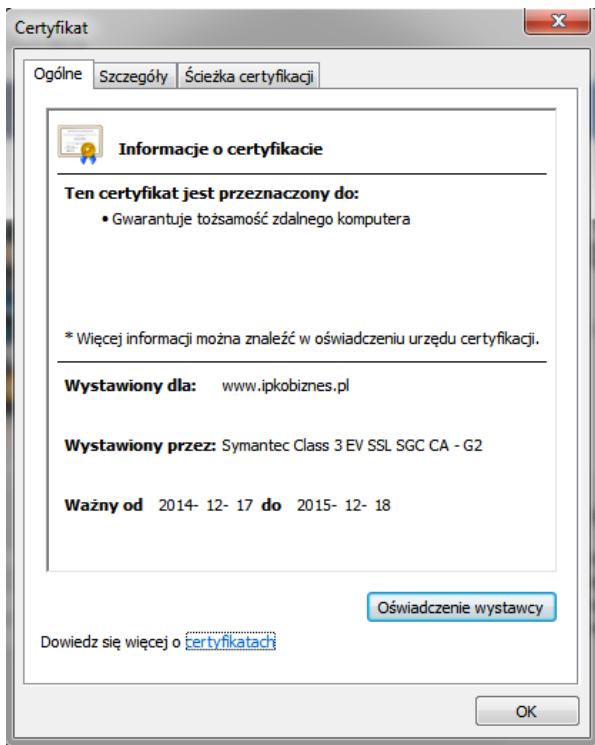 Certyfikat
Ogólne Szczegóły Ścieżka certyfikacji
Informacje o certyfikacie
Ten certyfikat jest przeznaczony do:
• Gwarantuje tożsamość zdalnego komputera
* Więcej informacji można znaleźć w oświadczeniu urzędu certyfikacji.
Wystawiony dla: www.ipkobiznes.pl
Wystawiony przez: Symantec Class 3 EV SSL SGC CA - G2
Ważny od 2014- 12- 17 do 2015- 12- 18
Oświadczenie wystawcy
Dowiedz się więcej o certyfikatach
OK